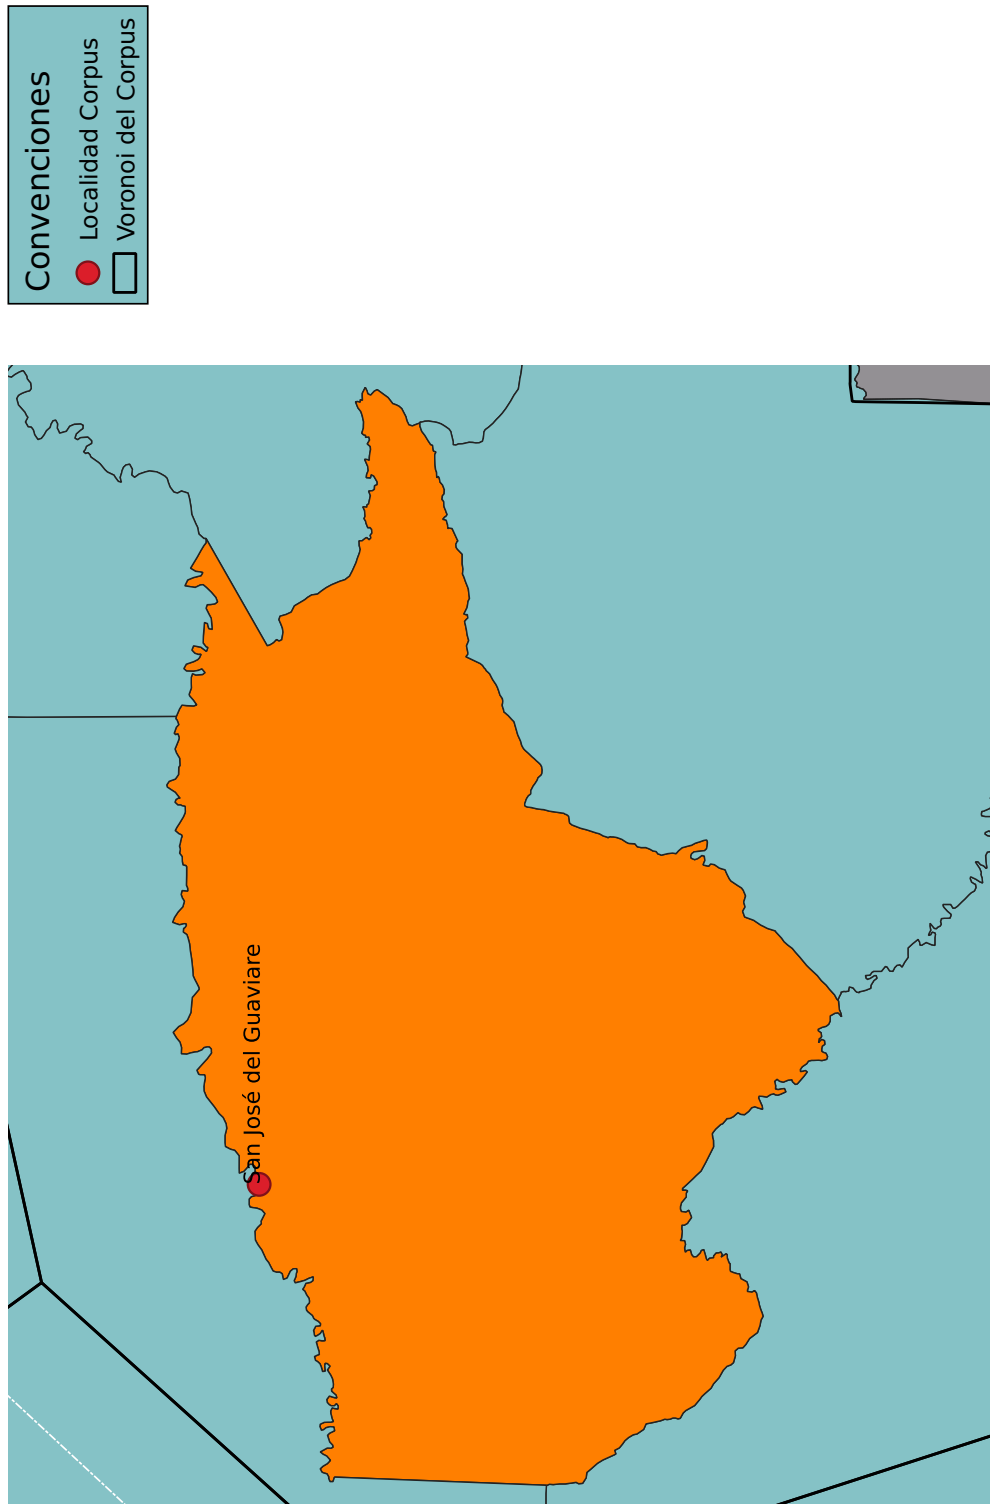 Convenciones
Localidad Corpus
Voronoi del Corpus
San José del Guaviare